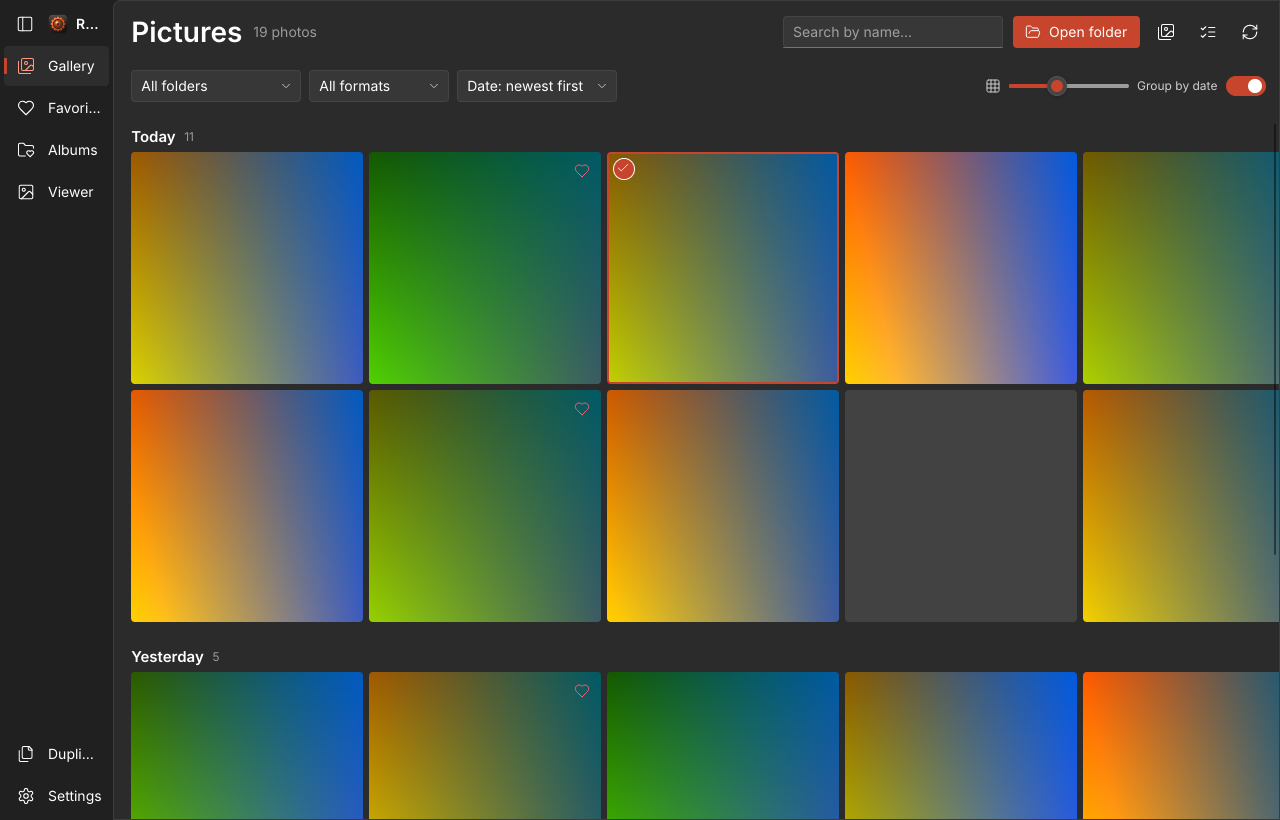 R...
Pictures 19 photos
Search by name...
Open folder
Gallery
Favori...
Albums
Viewer
All folders
All formats
Date: newest first
Group by date
Today 11
Yesterday 5
Dupli...
Settings